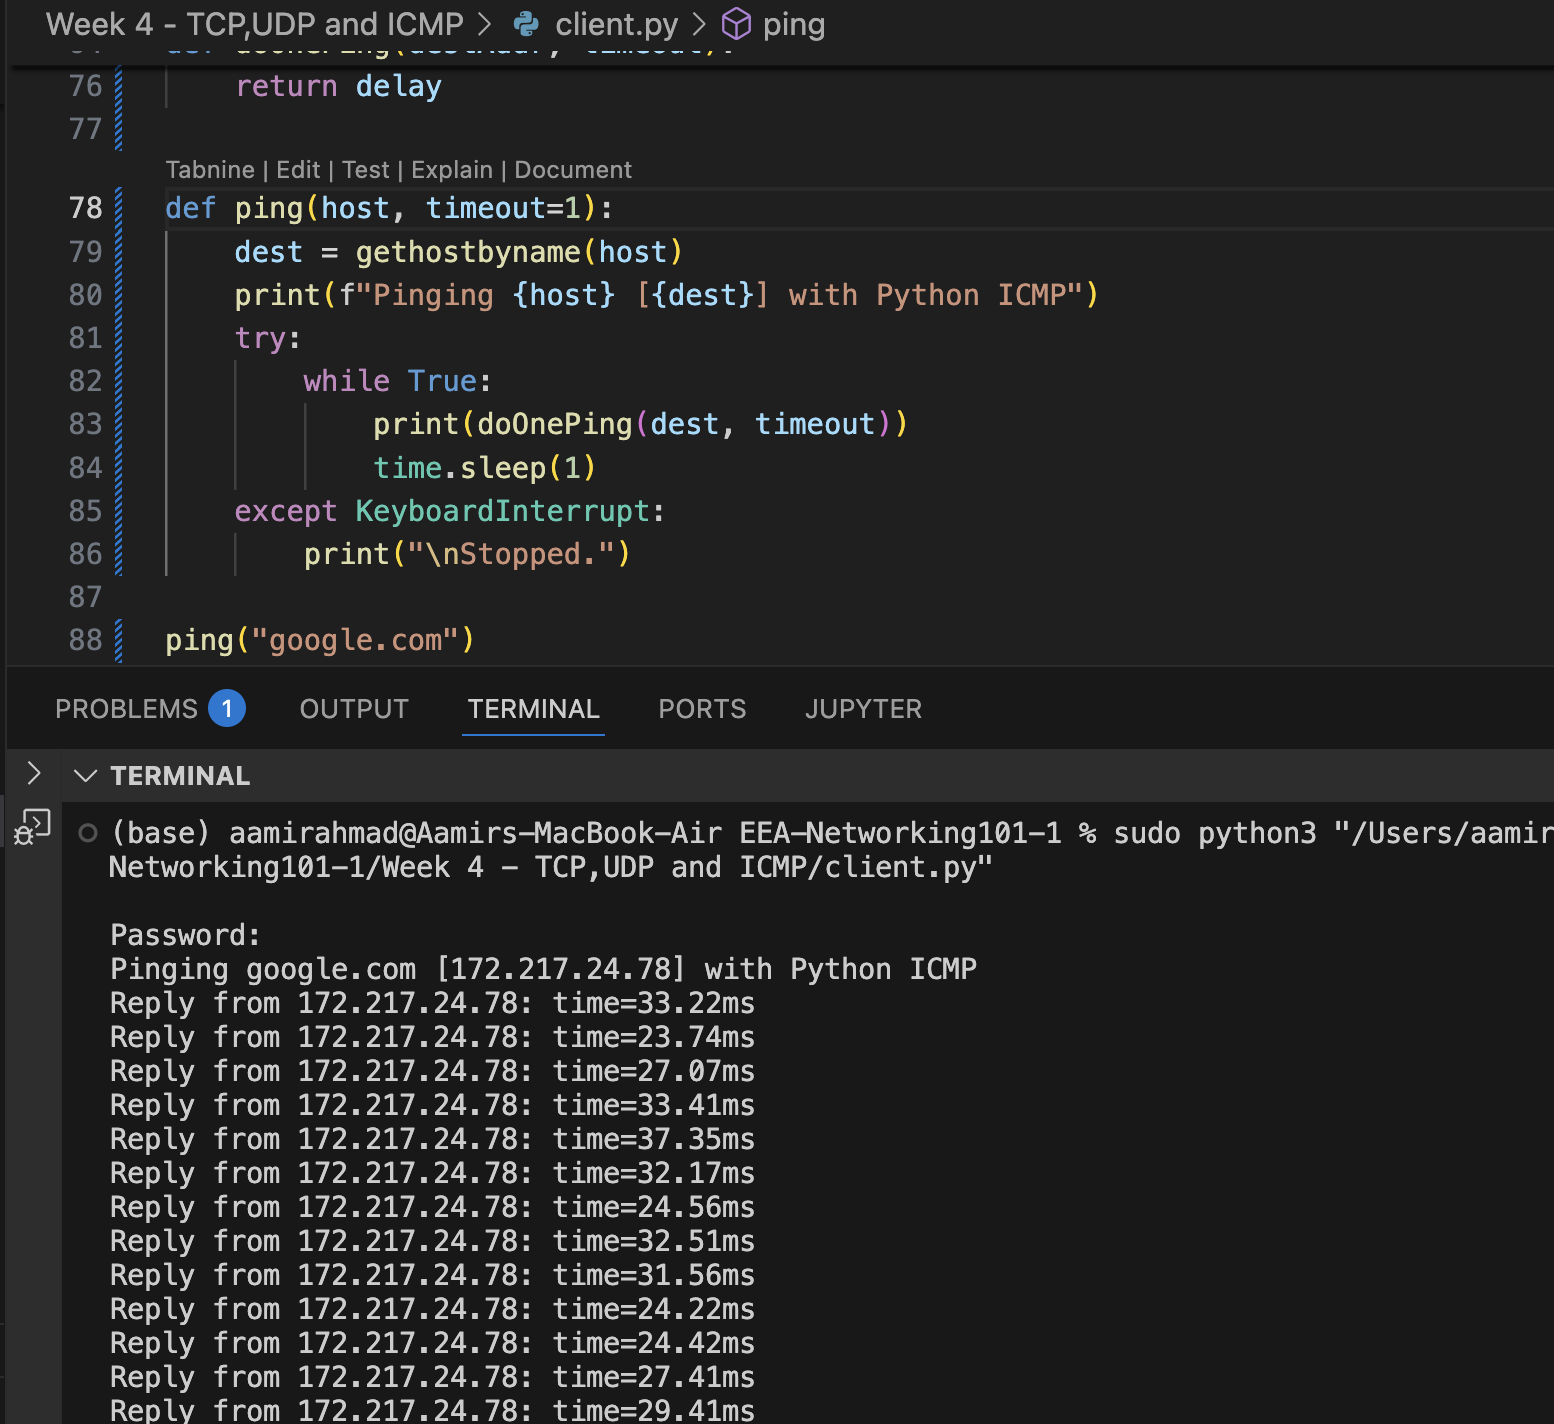 Week 4 - TCP,UDP and ICMP > client.py > ping
76 return delay
77
Tabnine | Edit | Test | Explain | Document
78 def ping(host, timeout=1):
79 dest = gethostbyname(host)
80 print(f"Pinging {host} [{dest}] with Python ICMP")
81 try:
82 while True:
83 print(doOnePing(dest, timeout))
84 time.sleep(1)
85 except KeyboardInterrupt:
86 print("\nStopped.")
87
88 ping("google.com")
PROBLEMS 1 OUTPUT TERMINAL PORTS JUPYTER
TERMINAL
(base) aamirahmad@Aamirs-MacBook-Air EEA-Networking101-1 % sudo python3 "/Users/aamir
Networking101-1/Week 4 - TCP,UDP and ICMP/client.py"
Password:
Pinging google.com [172.217.24.78] with Python ICMP
Reply from 172.217.24.78: time=33.22ms
Reply from 172.217.24.78: time=23.74ms
Reply from 172.217.24.78: time=27.07ms
Reply from 172.217.24.78: time=33.41ms
Reply from 172.217.24.78: time=37.35ms
Reply from 172.217.24.78: time=32.17ms
Reply from 172.217.24.78: time=24.56ms
Reply from 172.217.24.78: time=32.51ms
Reply from 172.217.24.78: time=31.56ms
Reply from 172.217.24.78: time=24.22ms
Reply from 172.217.24.78: time=24.42ms
Reply from 172.217.24.78: time=27.41ms
Reply from 172.217.24.78: time=29.41ms